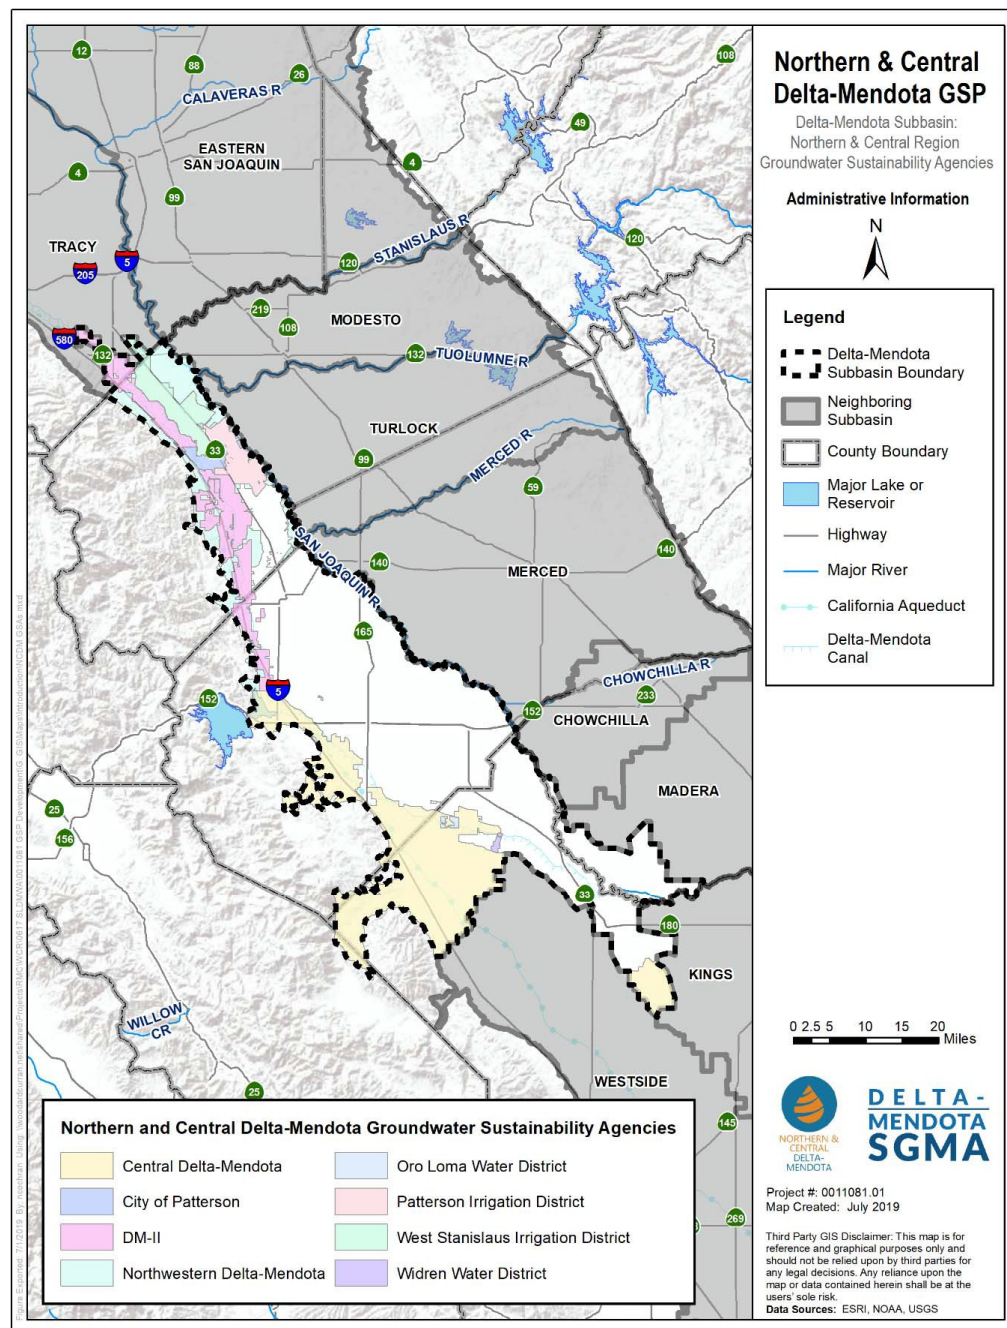 Northern & Central
Delta-Mendota GSP
Delta-Mendota Subbasin:
Northern & Central Region
Groundwater Sustainability Agencies
Administrative Information
N
Legend
Delta-Mendota
Subbasin Boundary
Neighboring
Subbasin
County Boundary
Major Lake or
Reservoir
Highway
Major River
California Aqueduct
Delta-Mendota
Canal
12
88
26
108
CALAVERAS R
49
EASTERN
SAN JOAQUIN
4
4
99
STANISLAUS R
120
TRACY
5
205
120
219
MODESTO
108
580
132
132
TUOLUMNE R
TURLOCK
33
99
MERCED R
59
SAN JOAQUIN R
140
140
MERCED
165
CHOWCHILLA R
5
152
233
152
CHOWCHILLA
MADERA
25
156
33
180
KINGS
WILLOW
CR
WESTSIDE
25
145
269
0 2.5 5 10 15 20
Miles
NORTHERN &
CENTRAL
DELTA-
MENDOTA
DELTA-
MENDOTA
SGMA
Project #: 0011081.01
Map Created: July 2019
Third Party GIS Disclaimer: This map is for
reference and graphical purposes only and
should not be relied upon by third parties for
any legal decisions. Any reliance upon the
map or data contained herein shall be at the
users' sole risk.
Data Sources: ESRI, NOAA, USGS
Northern and Central Delta-Mendota Groundwater Sustainability Agencies
Central Delta-Mendota
City of Patterson
DM-II
Northwestern Delta-Mendota
Oro Loma Water District
Patterson Irrigation District
West Stanislaus Irrigation District
Widren Water District
Figure Exported: 7/1/2019 By: ncochran Using: